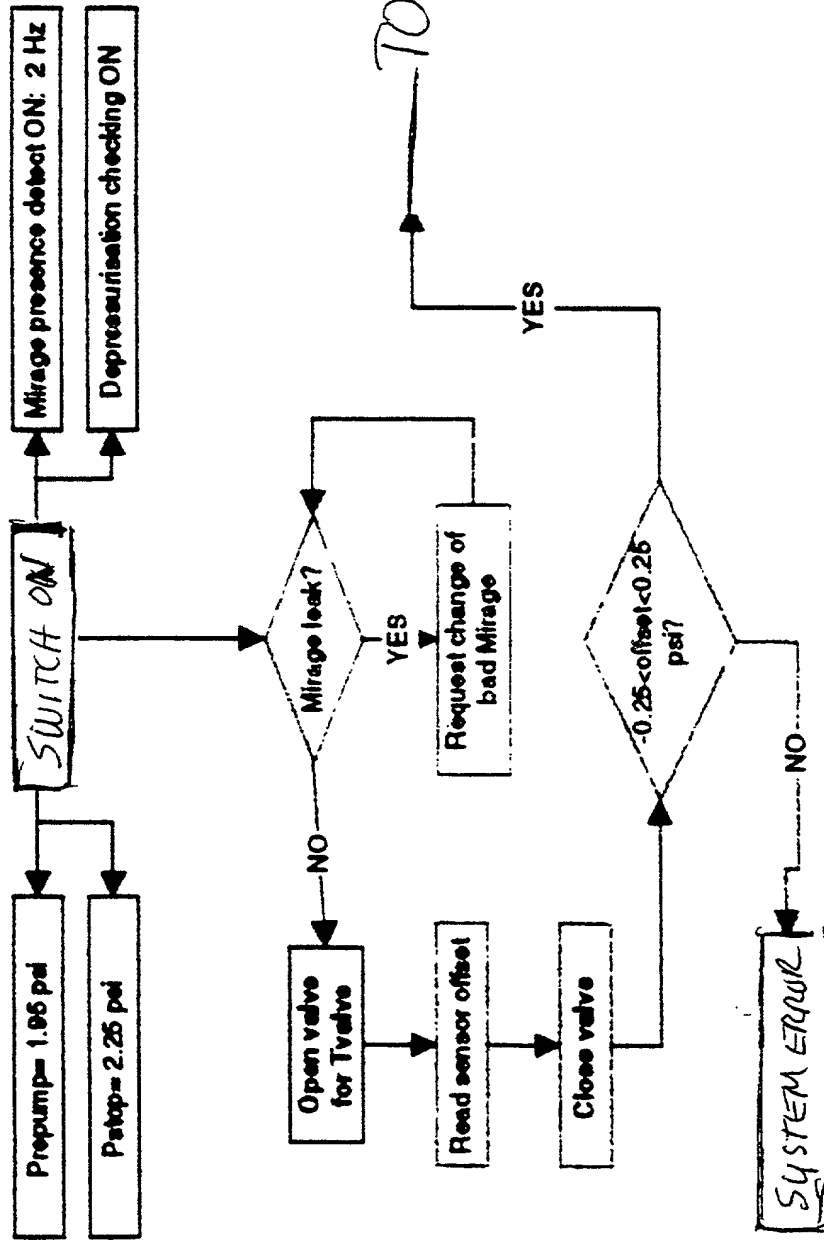 SWITCH ON
Prepump= 1.95 psi
Pstop= 2.25 psi
Mirage presence detect ON: 2 Hz
Depressurisation checking ON
Mirage leak?
NO
YES
Open valve
for Tvalve
Request change of
bad Mirage
Read sensor offset
Close valve
-0.25<offset<0.25
psi?
YES
TO
NO
SYSTEM ERROR